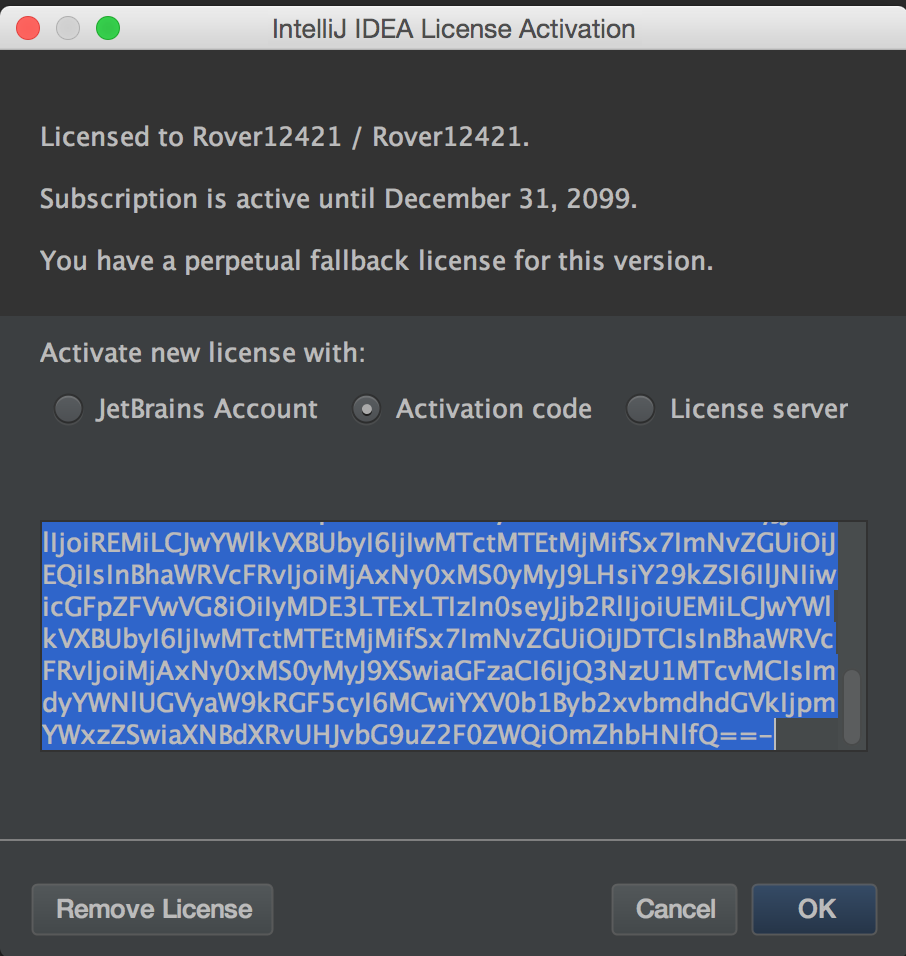 IntelliJ IDEA License Activation
Licensed to Rover12421 / Rover12421.
Subscription is active until December 31, 2099.
You have a perpetual fallback license for this version.
Activate new license with:
JetBrains Account Activation code License server
lIjoiREMiLCJwYWlkVXBUbyI6IjIwMTctMTEtMjMifSx7ImNvZGUiOiJ
EQiIsInBhaWRVcFRvIjoiMjAxNy0xMS0yMyJ9LHsiY29kZSI6IlJNIiw
icGFpZFVwVG8iOiIyMDE3LTExLTIzIn0seyJjb2RlIjoiUEMiLCJwYWl
kVXBUbyI6IjIwMTctMTEtMjMifSx7ImNvZGUiOiJDTCIsInBhaWRVc
FRvIjoiMjAxNy0xMS0yMyJ9XSwiaGFzaCI6IjQ3NzU1MTcvMCIsIm
dyYWNlUGVyaW9kRGF5cyI6MCwiYXV0b1Byb2xvbmdhdGVkIjpm
YWxzZSwiaXNBdXRvUHJvbG9uZ2F0ZWQiOmZhbHNlfQ==-
Remove License Cancel OK